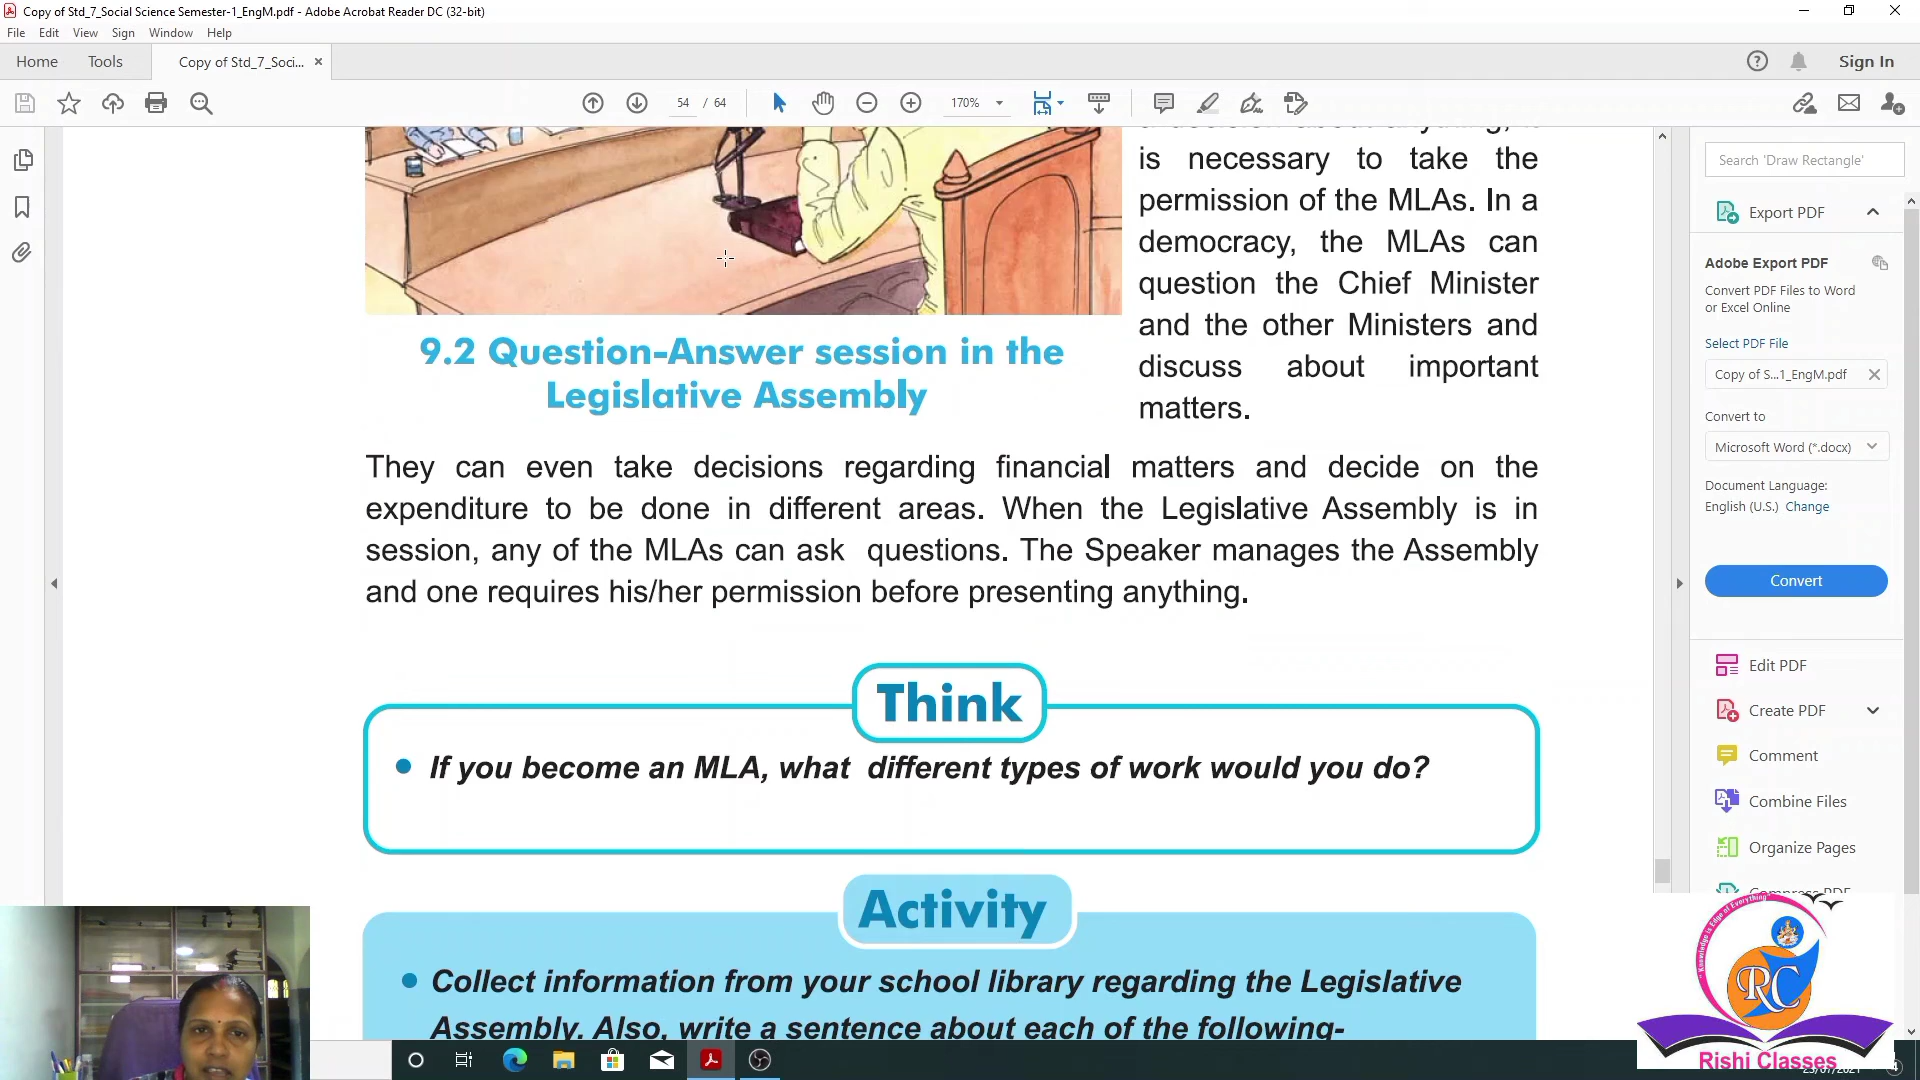 Copy of Std_7_Social Science Semester-1_EngM.pdf - Adobe Acrobat Reader DC (32-bit)
File Edit View Sign Window Help
Home Tools Copy of Std_7_Soci... Sign In
54 / 64 170%
is necessary to take the
permission of the MLAs. In a
democracy, the MLAs can
question the Chief Minister
and the other Ministers and
discuss about important
matters.
9.2 Question-Answer session in the
Legislative Assembly
They can even take decisions regarding financial matters and decide on the
expenditure to be done in different areas. When the Legislative Assembly is in
session, any of the MLAs can ask questions. The Speaker manages the Assembly
and one requires his/her permission before presenting anything.
Think
If you become an MLA, what different types of work would you do?
Activity
Collect information from your school library regarding the Legislative
Assembly. Also, write a sentence about each of the following-
Search 'Draw Rectangle'
Export PDF
Adobe Export PDF
Convert PDF Files to Word
or Excel Online
Select PDF File
Copy of S...1_EngM.pdf
Convert to
Microsoft Word (*.docx)
Document Language:
English (U.S.) Change
Convert
Edit PDF
Create PDF
Comment
Combine Files
Organize Pages
Compress PDF
"Knowledge is Edge of Everything"
RC
Rishi Classes